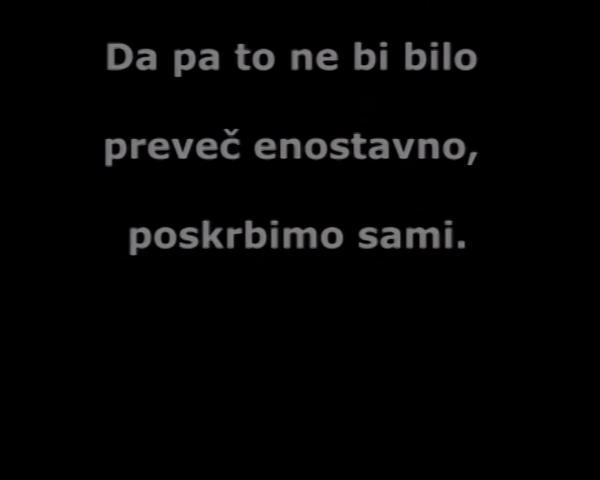 Da pa to ne bi bilo
preveč enostavno,
poskrbimo sami.